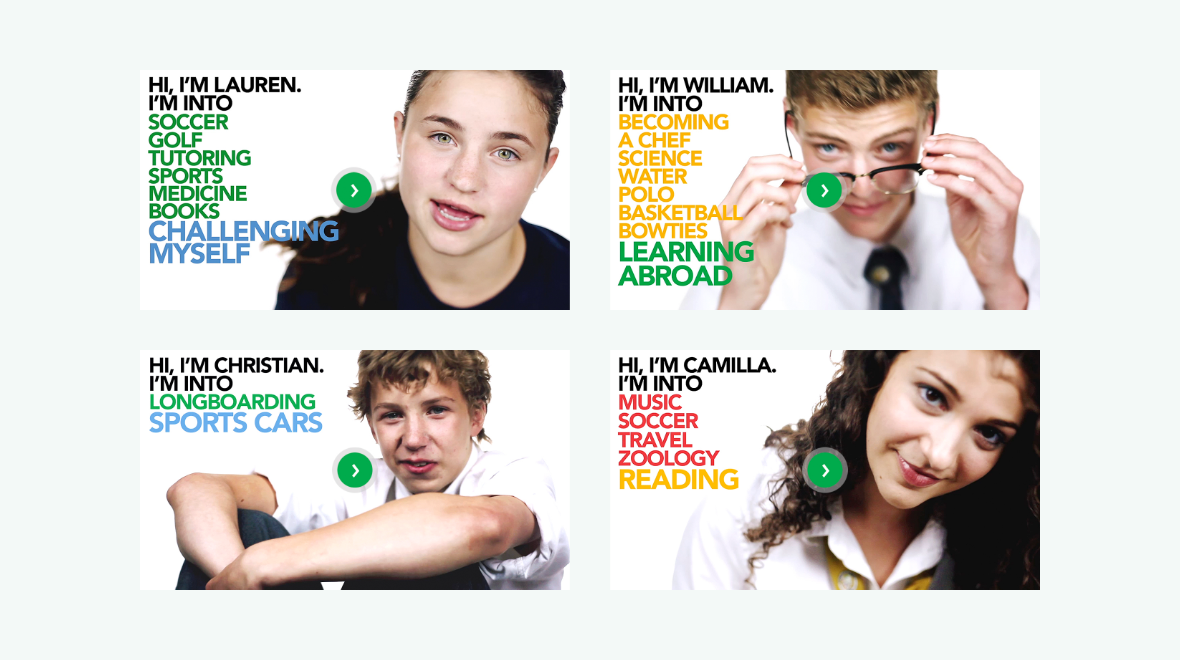 HI, I'M LAUREN.
I'M INTO
SOCCER
GOLF
TUTORING
SPORTS
MEDICINE
BOOKS
CHALLENGING
MYSELF
HI, I'M WILLIAM.
I'M INTO
BECOMING
A CHEF
SCIENCE
WATER
POLO
BASKETBALL
BOWTIES
LEARNING
ABROAD
HI, I'M CHRISTIAN.
I'M INTO
LONGBOARDING
SPORTS CARS
HI, I'M CAMILLA.
I'M INTO
MUSIC
SOCCER
TRAVEL
ZOOLOGY
READING